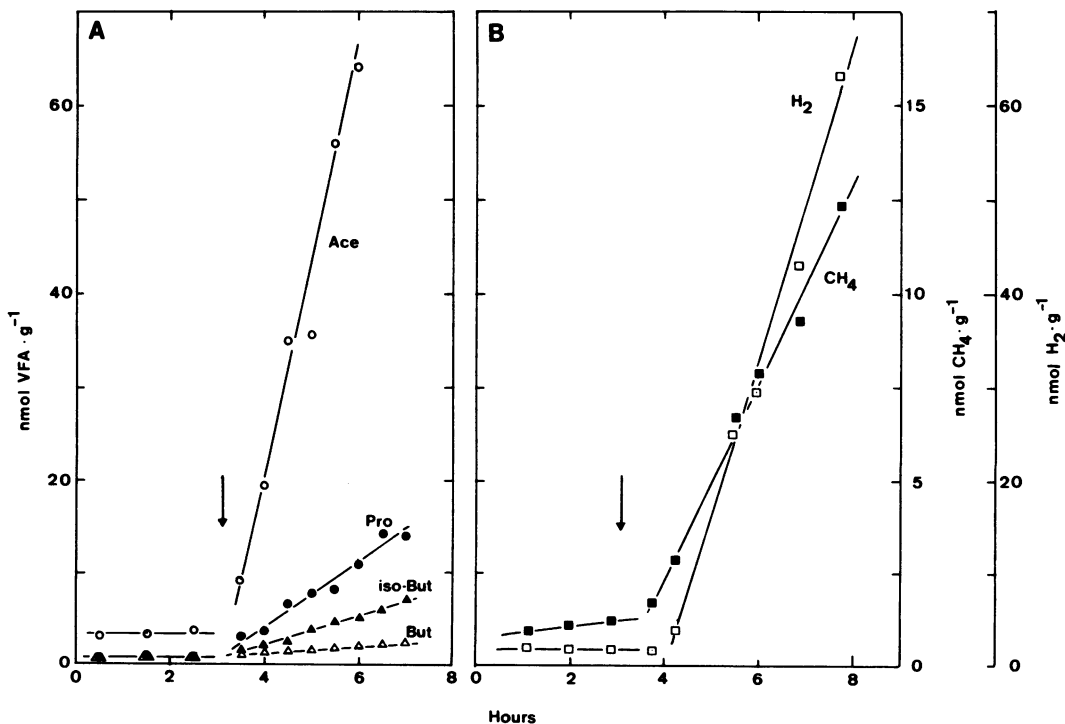 A
B
nmol VFA · g⁻¹
60
40
20
0
Ace
Pro
iso-But
But
0 2 4 6 8
H₂
CH₄
0 2 4 6 8
15
10
5
0
nmol CH₄ · g⁻¹
60
40
20
0
nmol H₂ · g⁻¹
Hours